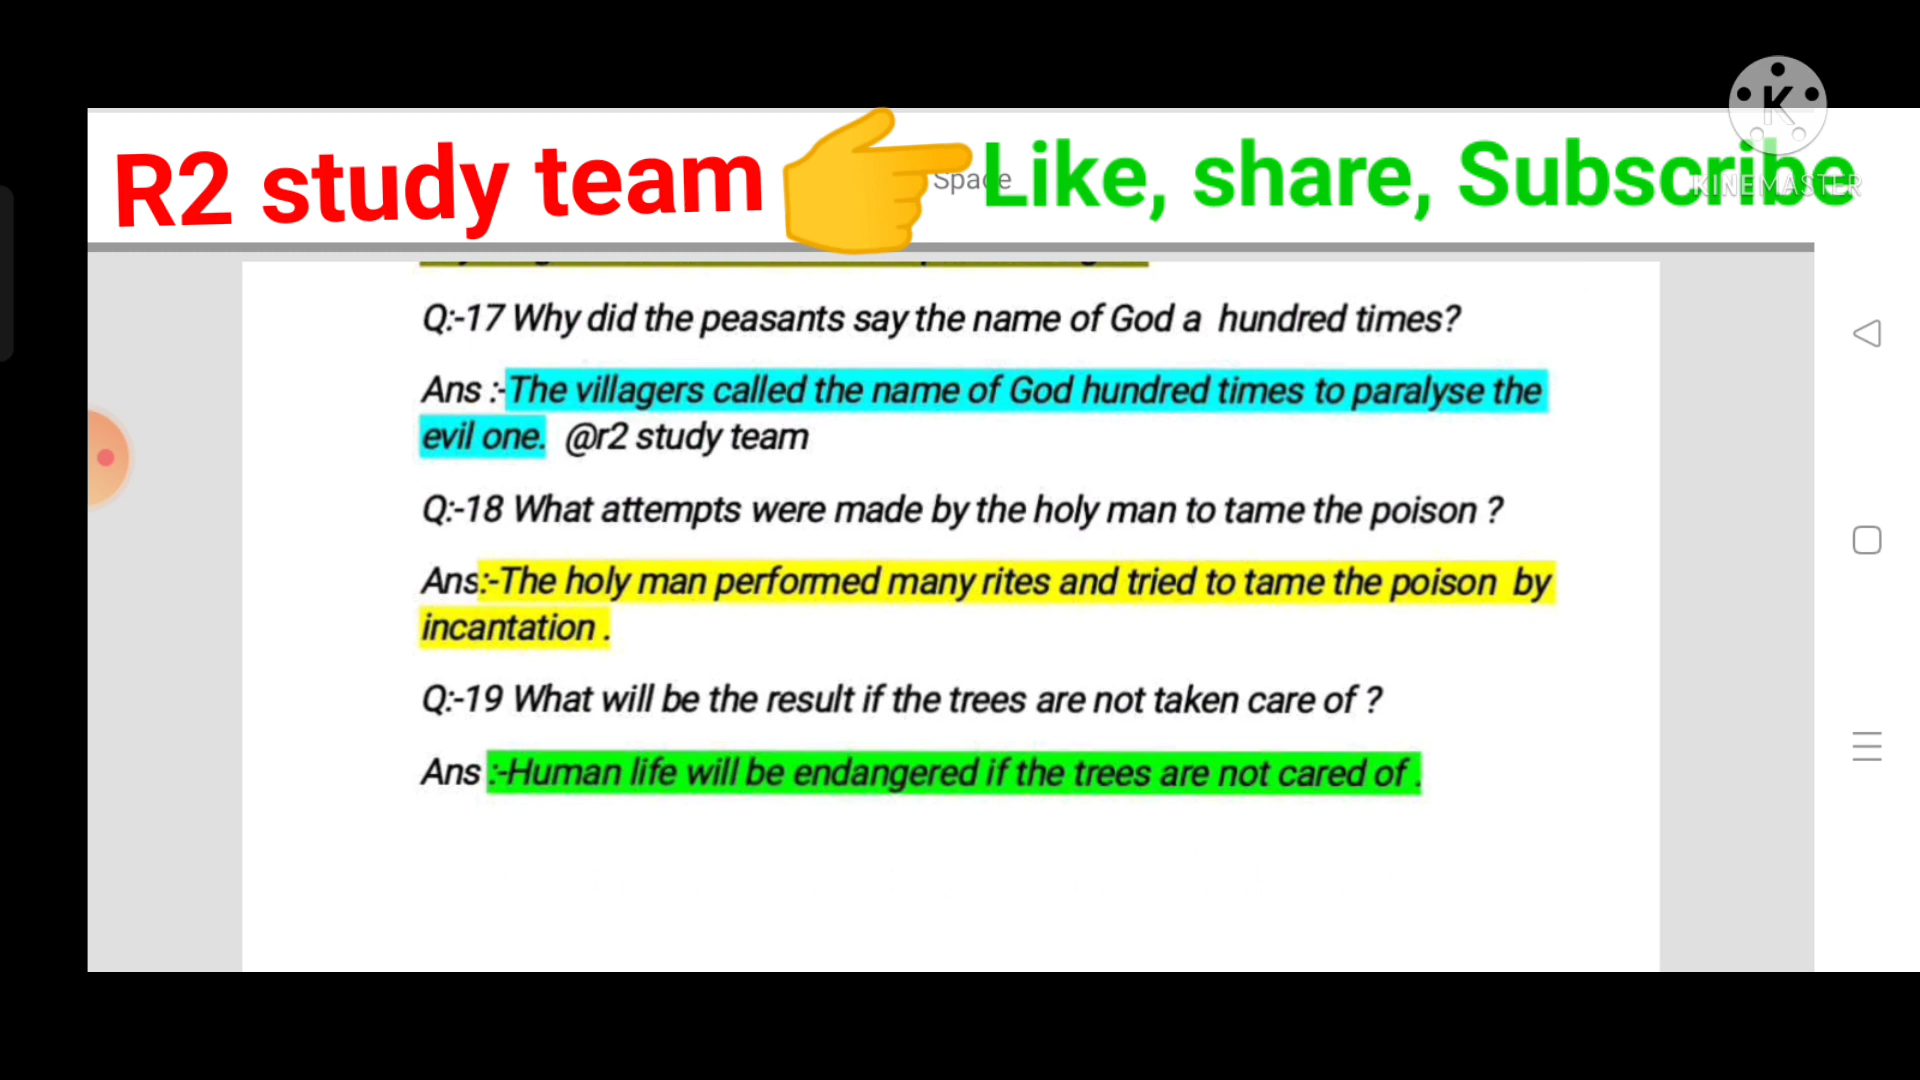 R2 study team Like, share, Subscribe
Space
K
KINEMASTER
Q:-17 Why did the peasants say the name of God a hundred times?
Ans :-The villagers called the name of God hundred times to paralyse the
evil one. @r2 study team
Q:-18 What attempts were made by the holy man to tame the poison ?
Ans:-The holy man performed many rites and tried to tame the poison by
incantation .
Q:-19 What will be the result if the trees are not taken care of ?
Ans :-Human life will be endangered if the trees are not cared of .